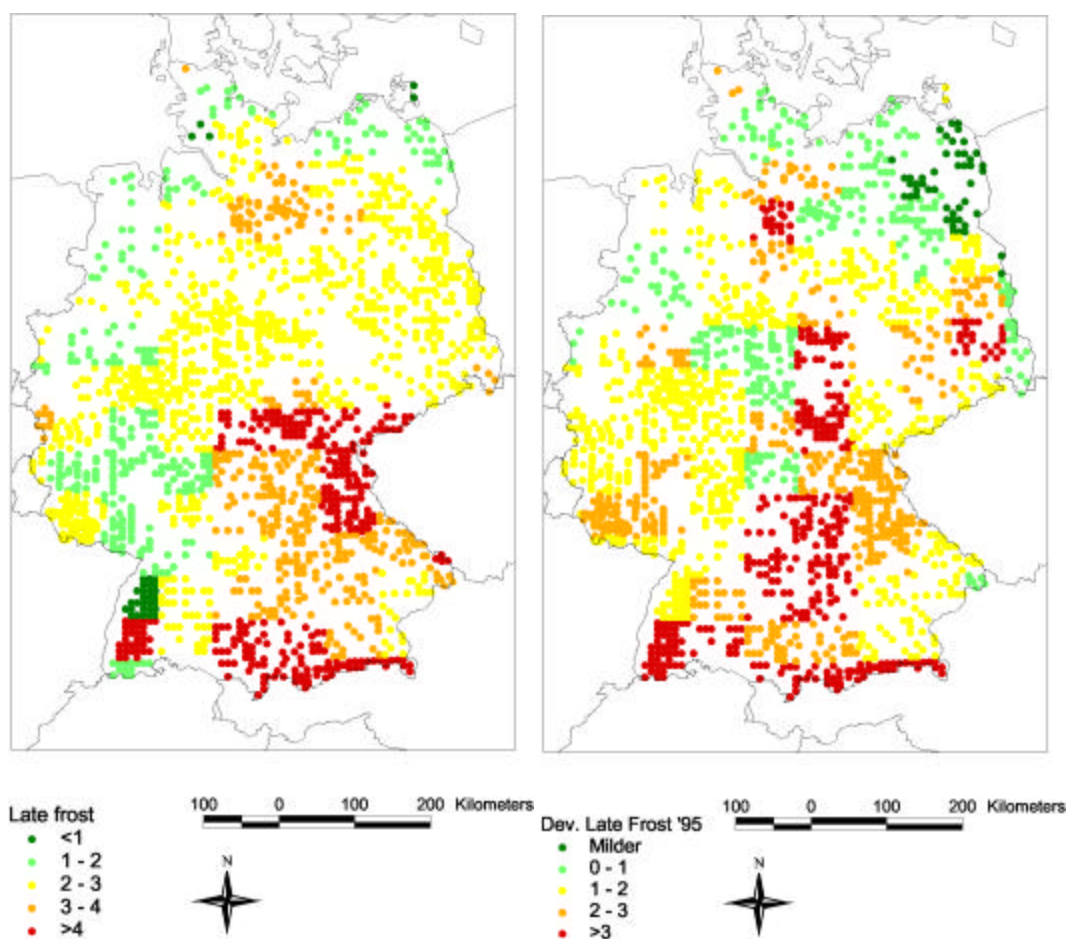 100 0 100 200 Kilometers
Late frost
<1
1 - 2
2 - 3
3 - 4
>4
N
100 0 100 200 Kilometers
Dev. Late Frost '95
Milder
0 - 1
1 - 2
2 - 3
>3
N